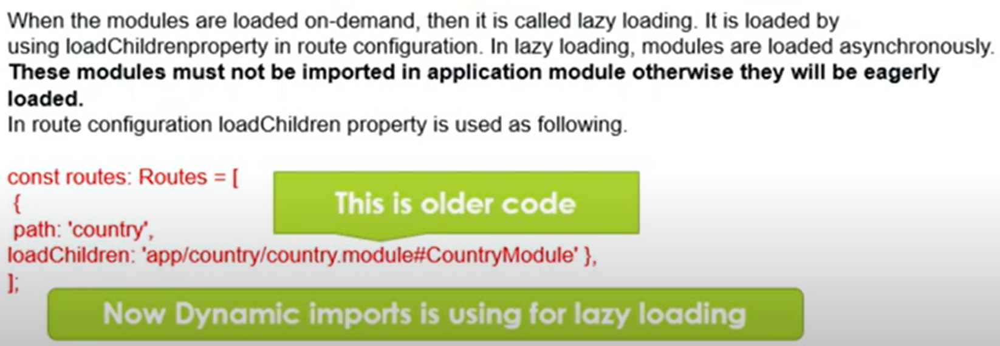 When the modules are loaded on-demand, then it is called lazy loading. It is loaded by
using loadChildrenproperty in route configuration. In lazy loading, modules are loaded asynchronously.
These modules must not be imported in application module otherwise they will be eagerly
loaded.
In route configuration loadChildren property is used as following.
const routes: Routes = [
{
path: 'country',
This is older code
loadChildren: 'app/country/country.module#CountryModule' },
];
Now Dynamic imports is using for lazy loading